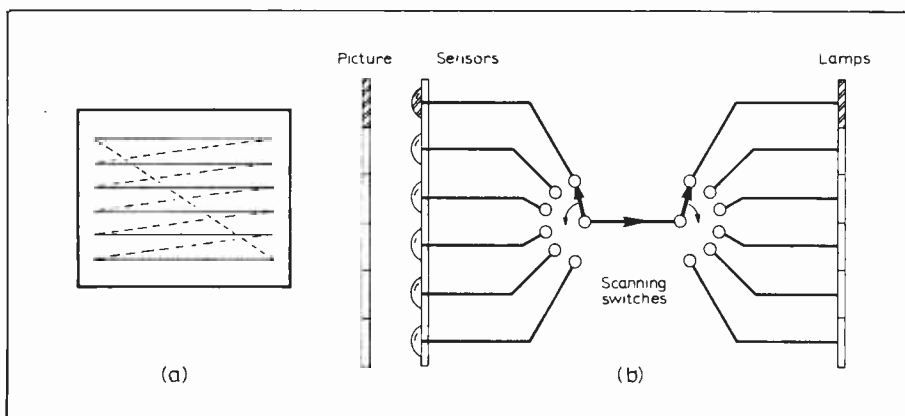 Picture
Sensors
Lamps
Scanning
switches
(a)
(b)